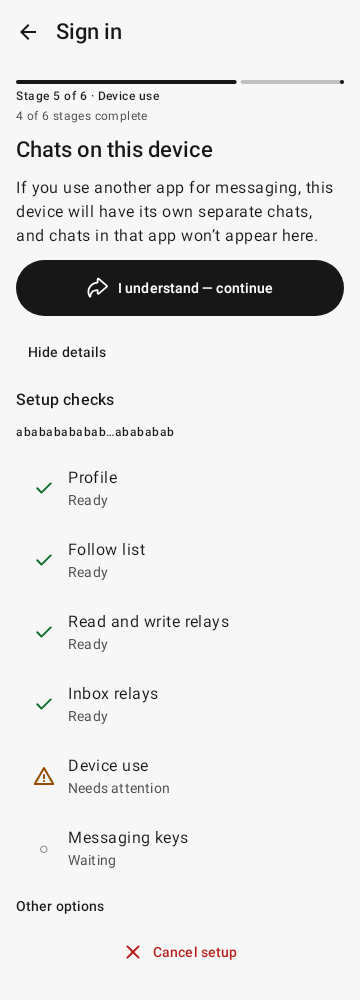 Sign in
Stage 5 of 6 · Device use
4 of 6 stages complete
Chats on this device
If you use another app for messaging, this
device will have its own separate chats,
and chats in that app won’t appear here.
I understand — continue
Hide details
Setup checks
abababababab…abababab
Profile
Ready
Follow list
Ready
Read and write relays
Ready
Inbox relays
Ready
Device use
Needs attention
Messaging keys
Waiting
Other options
Cancel setup